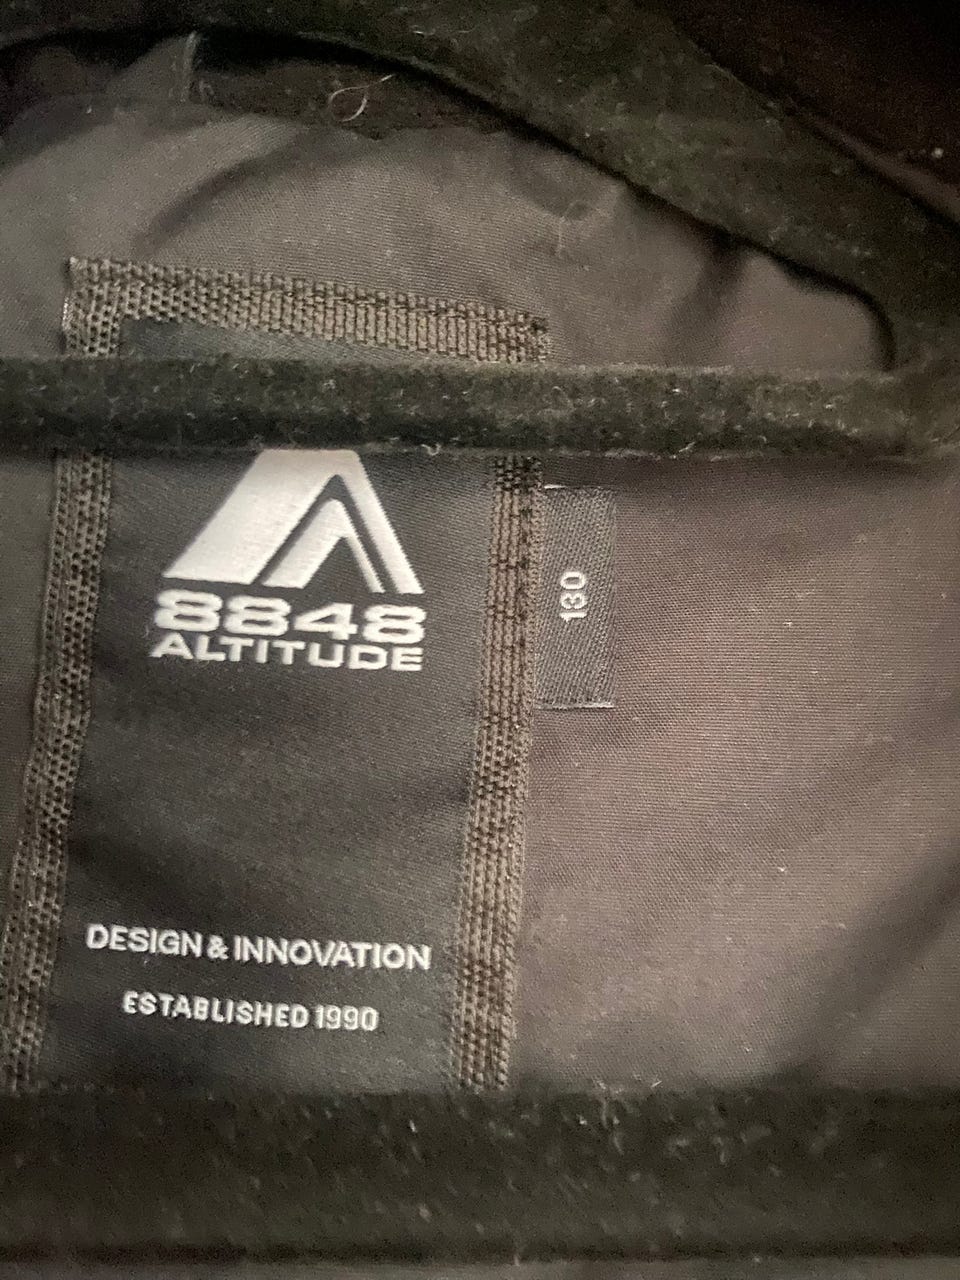 8848
ALTITUDE
130
DESIGN & INNOVATION
ESTABLISHED 1990